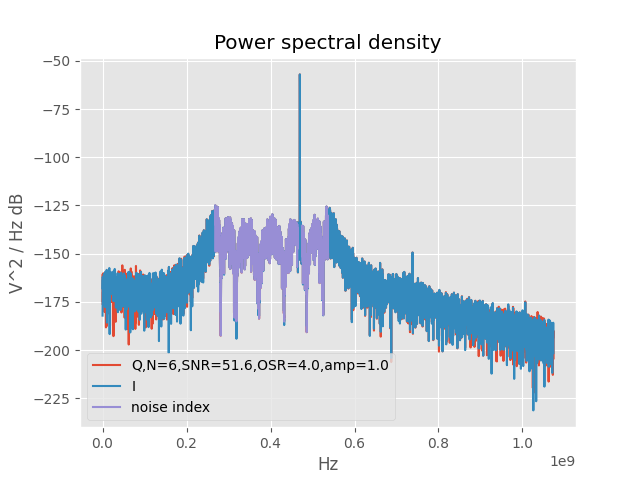 Power spectral density
V^2 / Hz dB
−50
−75
−100
−125
−150
−175
−200
−225
Q,N=6,SNR=51.6,OSR=4.0,amp=1.0
I
noise index
0.0 0.2 0.4 0.6 0.8 1.0
1e9
Hz